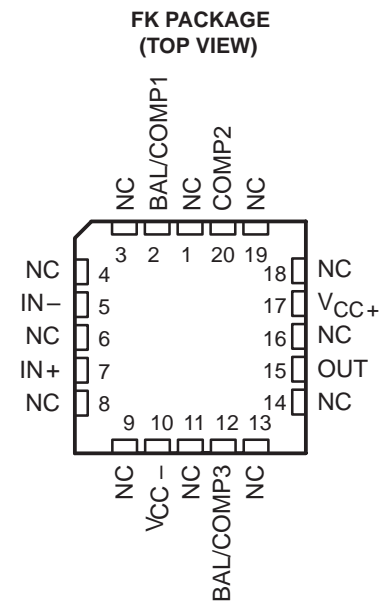 FK PACKAGE
(TOP VIEW)
NC
BAL/COMP1
NC
COMP2
NC
3 2 1 20 19
NC 4
IN− 5
NC 6
IN+ 7
NC 8
18 NC
17 VCC+
16 NC
15 OUT
14 NC
9 10 11 12 13
NC
VCC −
NC
BAL/COMP3
NC